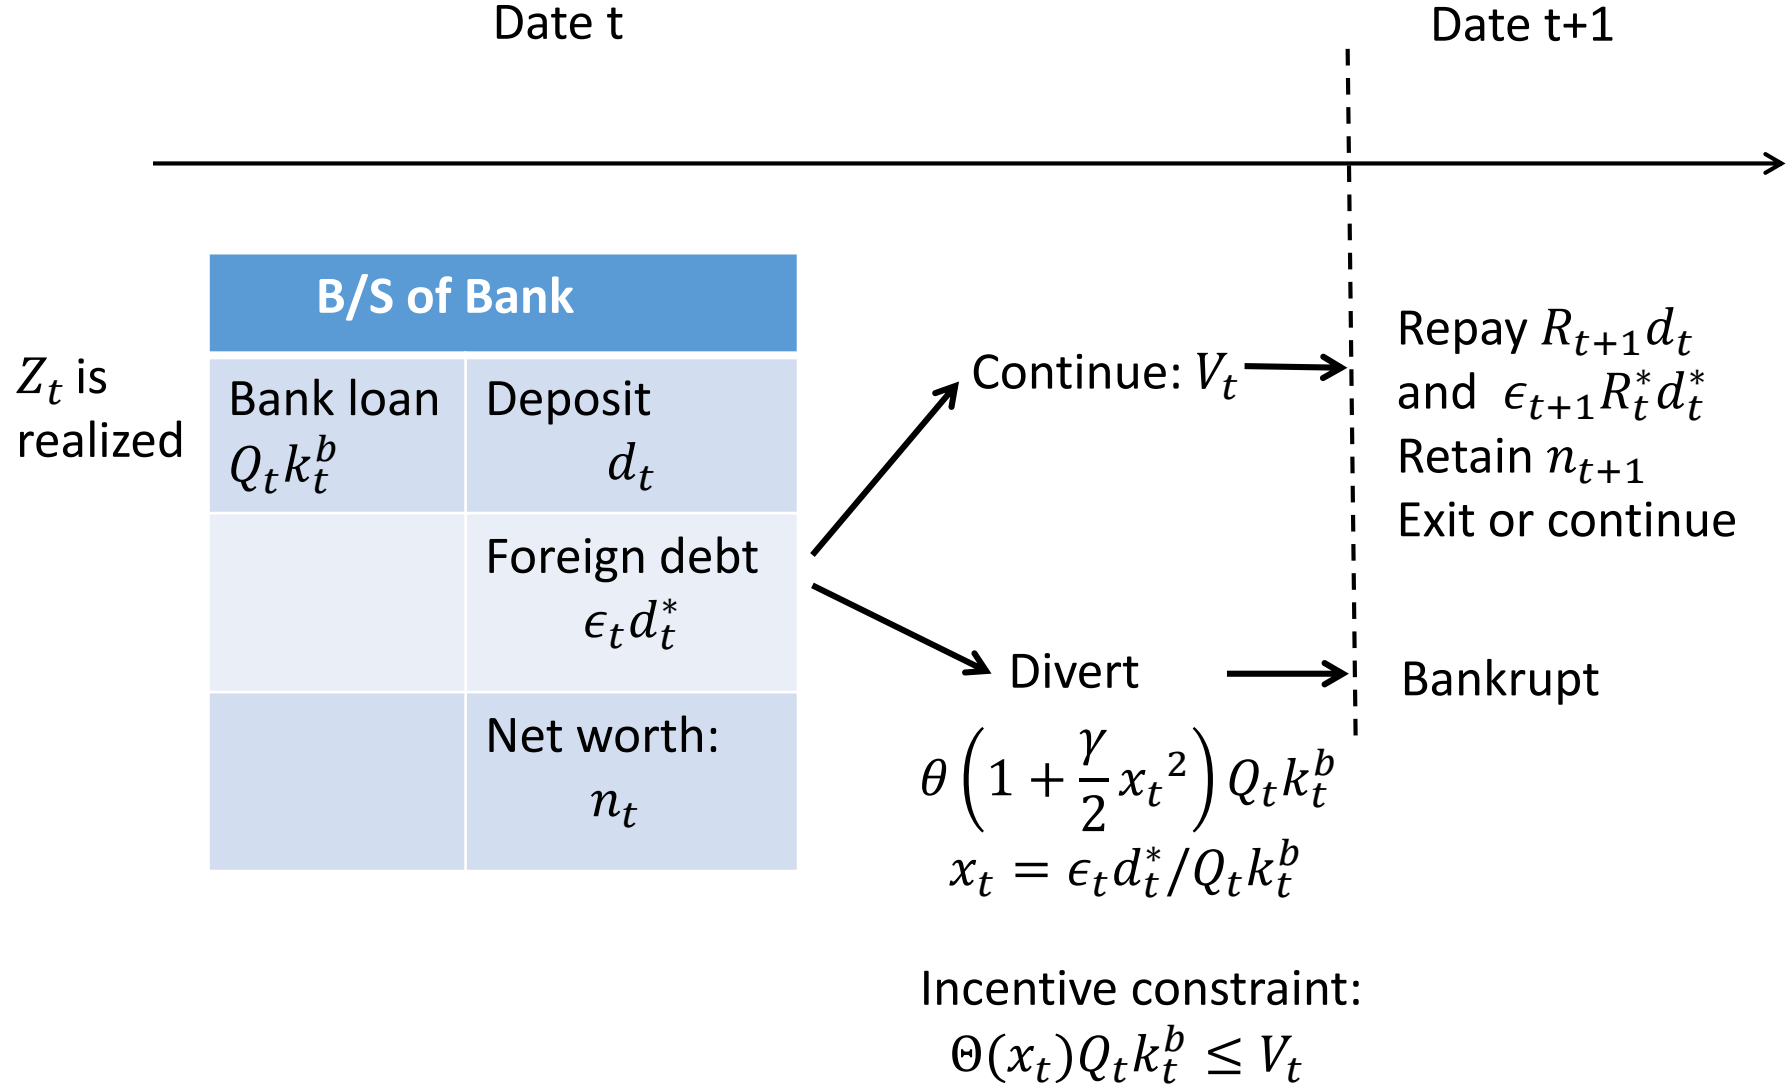 Date t
Date t+1
Z_t is
realized
B/S of Bank
Bank loan
Q_t k_t^b
Deposit
d_t
Foreign debt
ϵ_t d_t^*
Net worth:
n_t
Continue: V_t
Divert
θ(1 + γ/2 x_t^2) Q_t k_t^b
x_t = ϵ_t d_t^*/Q_t k_t^b
Incentive constraint:
Θ(x_t)Q_t k_t^b ≤ V_t
Repay R_{t+1} d_t
and ϵ_{t+1} R_t^* d_t^*
Retain n_{t+1}
Exit or continue
Bankrupt